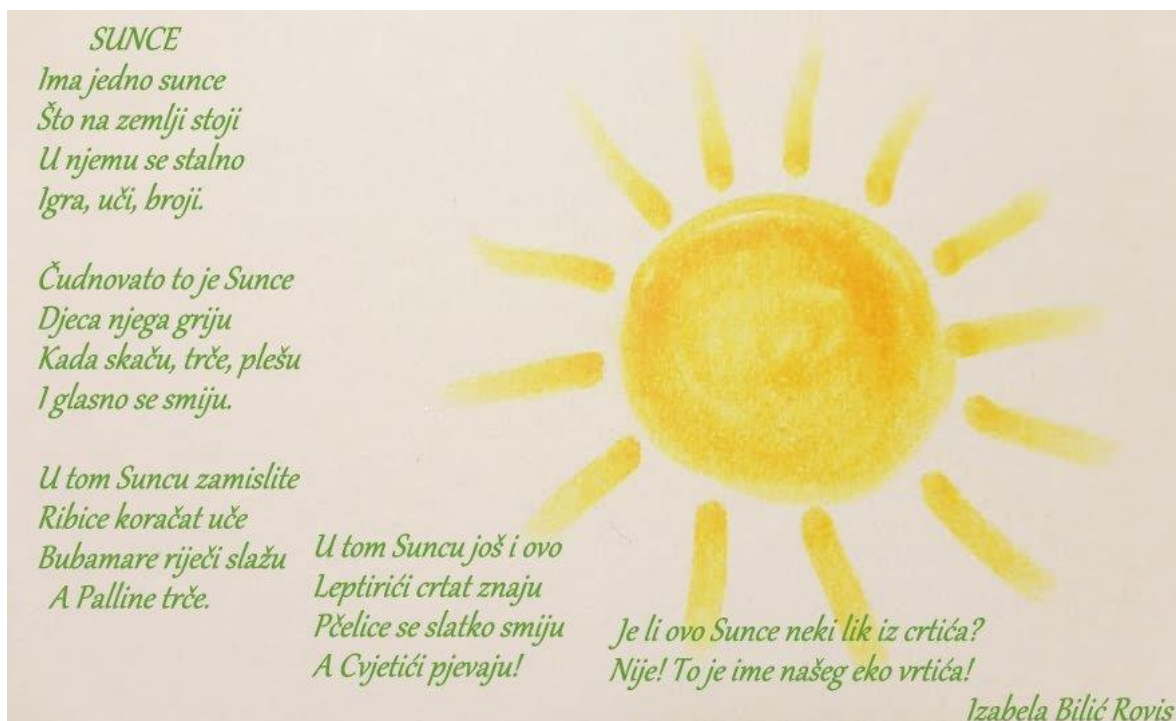 SUNCE
Ima jedno sunce
Što na zemlji stoji
U njemu se stalno
Igra, uči, broji.
Čudnovato to je Sunce
Djeca njega griju
Kada skaču, trče, plešu
I glasno se smiju.
U tom Suncu zamislite
Ribice koračat uče
Bubamare riječi slažu
A Palline trče.
U tom Suncu još i ovo
Leptirići crtat znaju
Pčelice se slatko smiju
A Cvjetići pjevaju!
Je li ovo Sunce neki lik iz crtića?
Nije! To je ime našeg eko vrtića!
Izabela Bilić Rovis